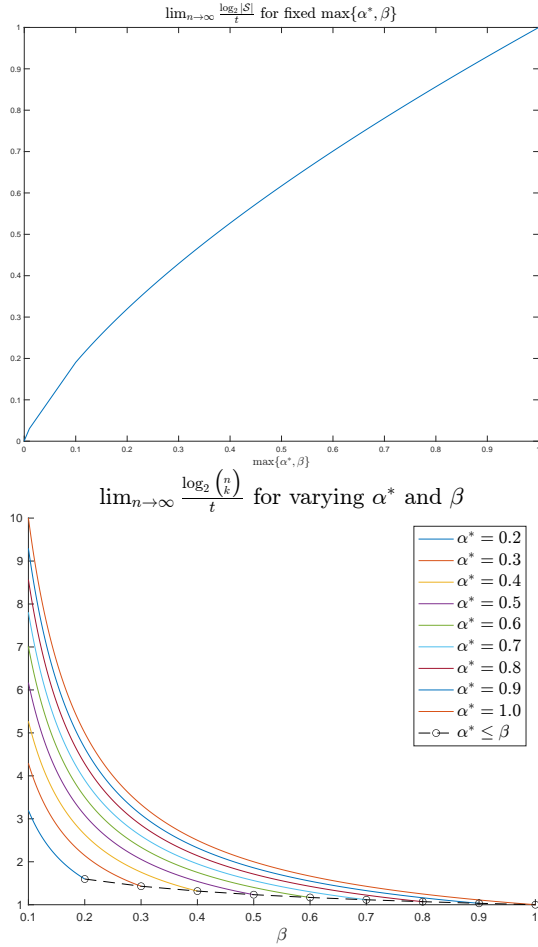 lim_{n→∞} log₂ |𝒮| / t for fixed max{α*, β}
1
0.9
0.8
0.7
0.6
0.5
0.4
0.3
0.2
0.1
0
0 0.1 0.2 0.3 0.4 0.5 0.6 0.7 0.8 0.9 1
max{α*, β}
lim_{n→∞} log₂ (n k) / t for varying α* and β
10
9
8
7
6
5
4
3
2
1
α* = 0.2
α* = 0.3
α* = 0.4
α* = 0.5
α* = 0.6
α* = 0.7
α* = 0.8
α* = 0.9
α* = 1.0
α* ≤ β
0.1 0.2 0.3 0.4 0.5 0.6 0.7 0.8 0.9 1
β